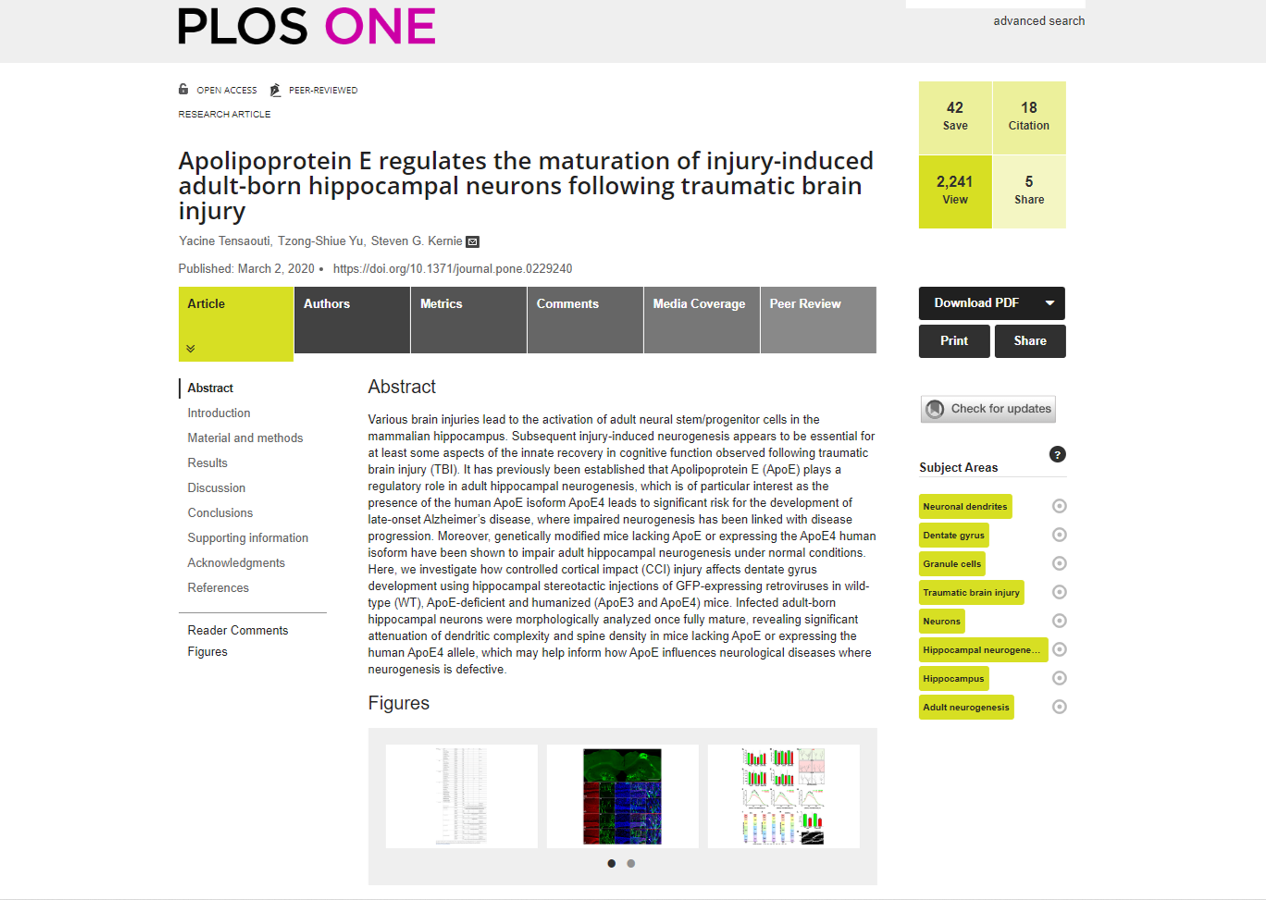 PLOS ONE
advanced search
OPEN ACCESS
PEER-REVIEWED
RESEARCH ARTICLE
Apolipoprotein E regulates the maturation of injury-induced
adult-born hippocampal neurons following traumatic brain
injury
Yacine Tensaouti, Tzong-Shiue Yu, Steven G. Kernie
Published: March 2, 2020 • https://doi.org/10.1371/journal.pone.0229240
42
Save
18
Citation
2,241
View
5
Share
Article
Authors
Metrics
Comments
Media Coverage
Peer Review
Download PDF
Print
Share
Check for updates
Abstract
Introduction
Material and methods
Results
Discussion
Conclusions
Supporting information
Acknowledgments
References
Reader Comments
Figures
Abstract
Various brain injuries lead to the activation of adult neural stem/progenitor cells in the
mammalian hippocampus. Subsequent injury-induced neurogenesis appears to be essential for
at least some aspects of the innate recovery in cognitive function observed following traumatic
brain injury (TBI). It has previously been established that Apolipoprotein E (ApoE) plays a
regulatory role in adult hippocampal neurogenesis, which is of particular interest as the
presence of the human ApoE isoform ApoE4 leads to significant risk for the development of
late-onset Alzheimer’s disease, where impaired neurogenesis has been linked with disease
progression. Moreover, genetically modified mice lacking ApoE or expressing the ApoE4 human
isoform have been shown to impair adult hippocampal neurogenesis under normal conditions.
Here, we investigate how controlled cortical impact (CCI) injury affects dentate gyrus
development using hippocampal stereotactic injections of GFP-expressing retroviruses in wild-
type (WT), ApoE-deficient and humanized (ApoE3 and ApoE4) mice. Infected adult-born
hippocampal neurons were morphologically analyzed once fully mature, revealing significant
attenuation of dendritic complexity and spine density in mice lacking ApoE or expressing the
human ApoE4 allele, which may help inform how ApoE influences neurological diseases where
neurogenesis is defective.
Figures
?
Subject Areas
Neuronal dendrites
Dentate gyrus
Granule cells
Traumatic brain injury
Neurons
Hippocampal neurogene...
Hippocampus
Adult neurogenesis